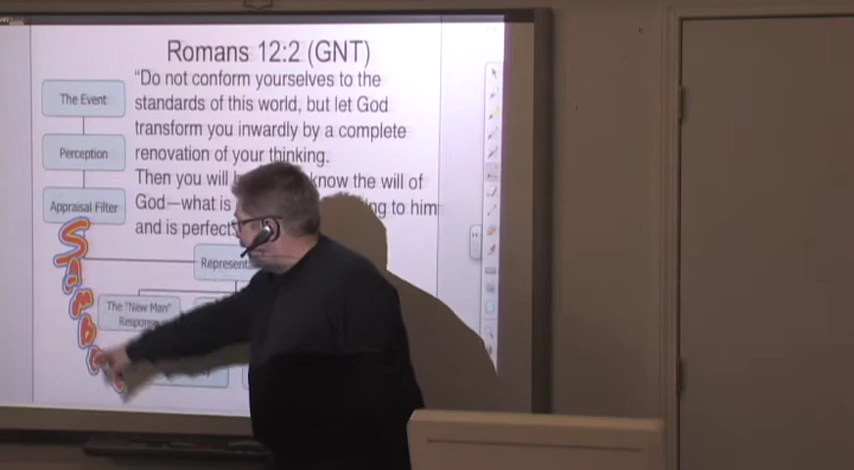 Romans 12:2 (GNT)
"Do not conform yourselves to the
standards of this world, but let God
transform you inwardly by a complete
renovation of your thinking.
Then you will know the will of
God—what is to him
and is perfect
The Event
Perception
Appraisal Filter
The "New Man"